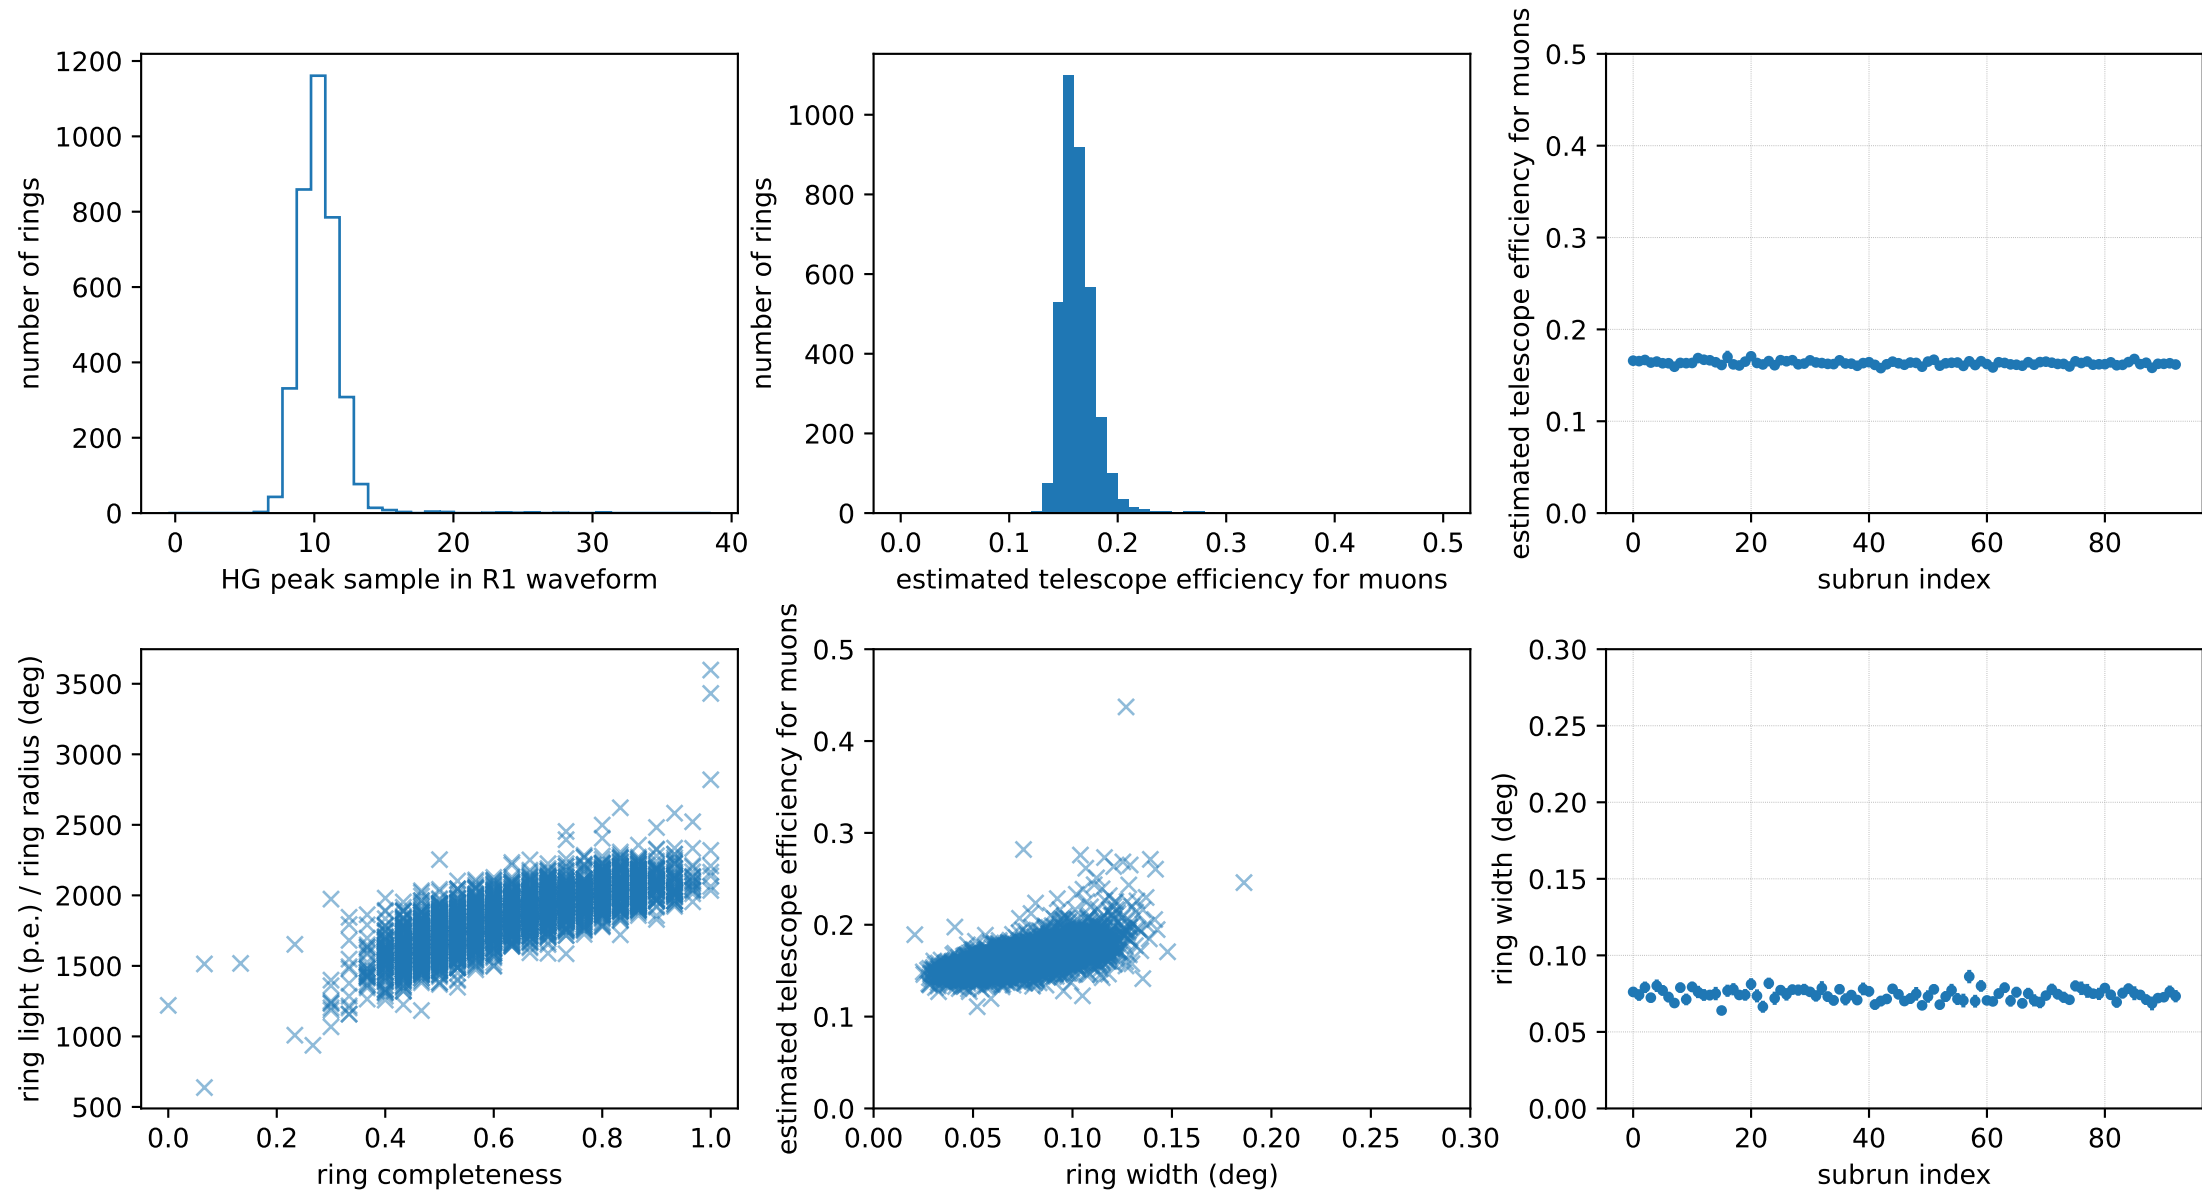 number of rings
1200
1000
800
600
400
200
0
0 10 20 30 40
HG peak sample in R1 waveform
number of rings
1000
800
600
400
200
0
0.0 0.1 0.2 0.3 0.4 0.5
estimated telescope efficiency for muons
estimated telescope efficiency for muons
0.5
0.4
0.3
0.2
0.1
0.0
0 20 40 60 80
subrun index
ring light (p.e.) / ring radius (deg)
3500
3000
2500
2000
1500
1000
500
0.0 0.2 0.4 0.6 0.8 1.0
ring completeness
estimated telescope efficiency for muons
0.5
0.4
0.3
0.2
0.1
0.0
0.00 0.05 0.10 0.15 0.20 0.25 0.30
ring width (deg)
ring width (deg)
0.30
0.25
0.20
0.15
0.10
0.05
0.00
0 20 40 60 80
subrun index